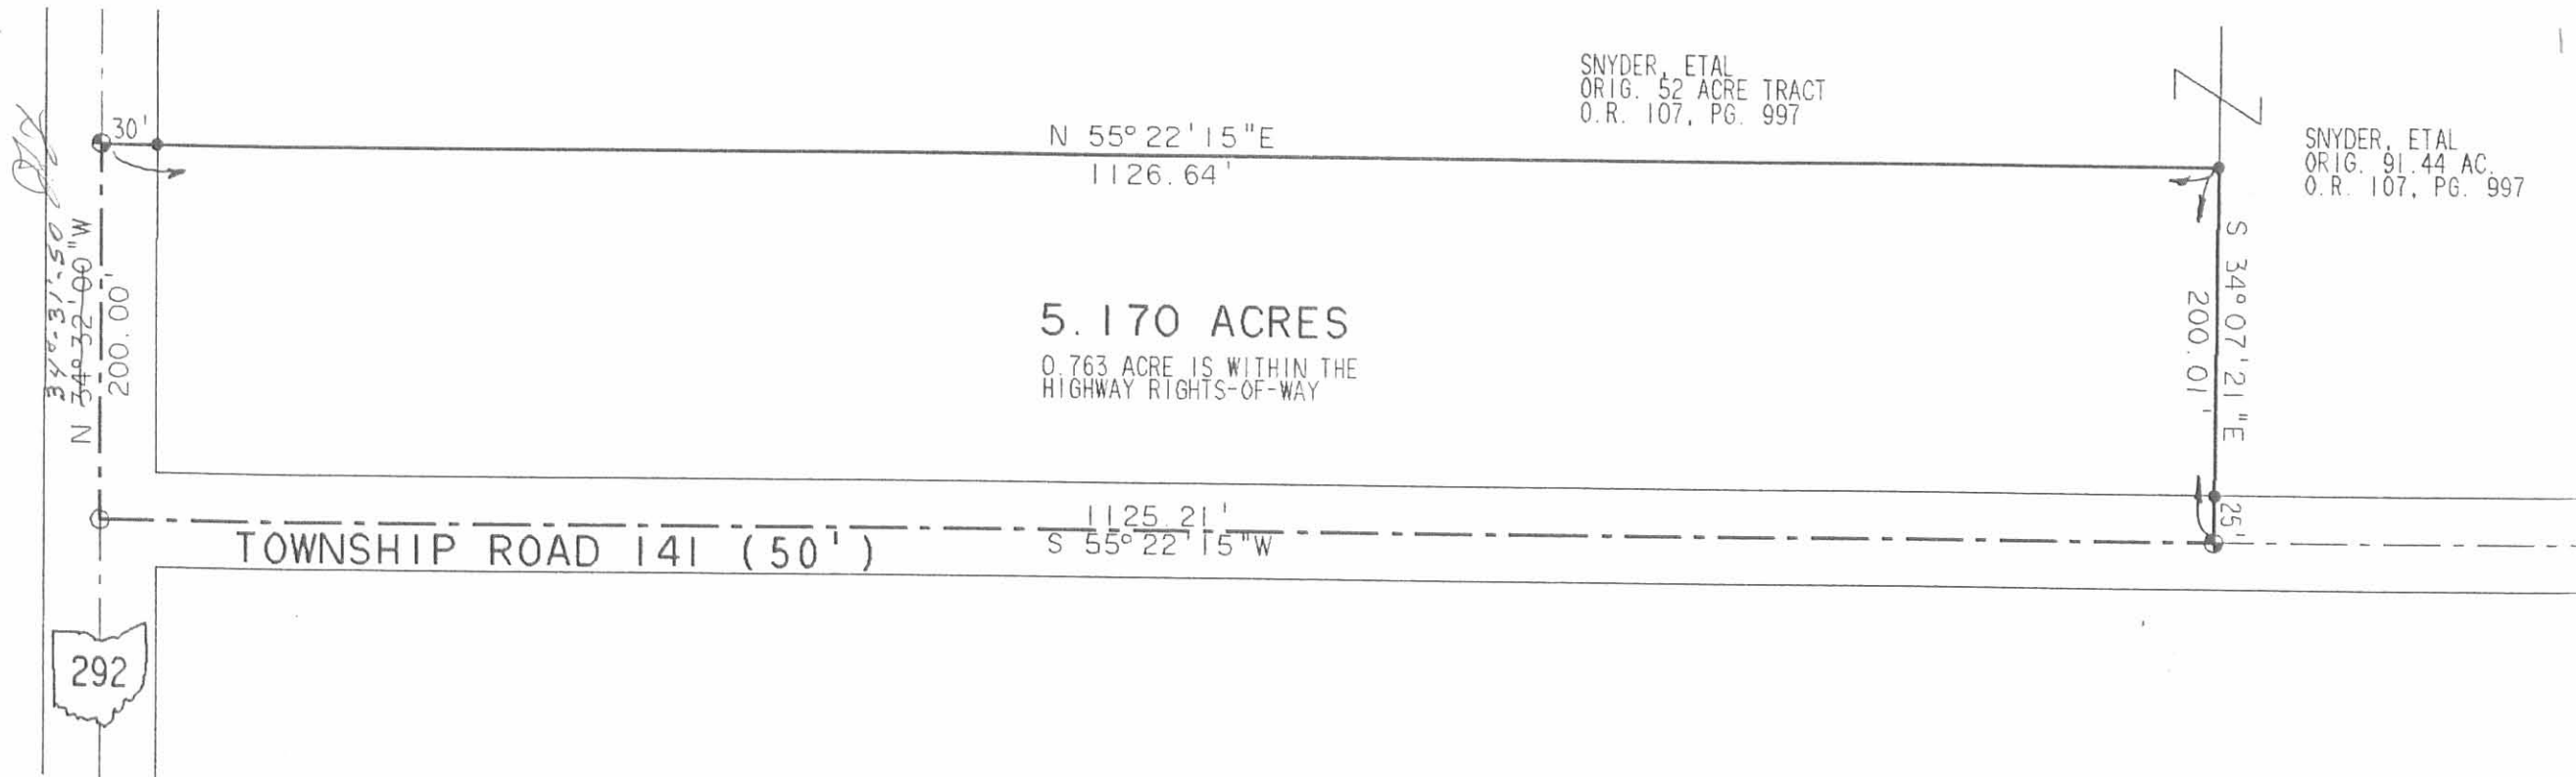 SNYDER, ETAL
ORIG. 52 ACRE TRACT
O.R. 107, PG. 997
SNYDER, ETAL
ORIG. 91.44 AC.
O.R. 107, PG. 997
30'
N 55° 22' 15" E
1126.64'
34°-31'-50
N 34° 32' 00" W
200.00'
5.170 ACRES
0.763 ACRE IS WITHIN THE
HIGHWAY RIGHTS-OF-WAY
S 34° 07' 21" E
200.01'
25'
1125.21'
S 55° 22' 15" W
TOWNSHIP ROAD 141 (50')
292